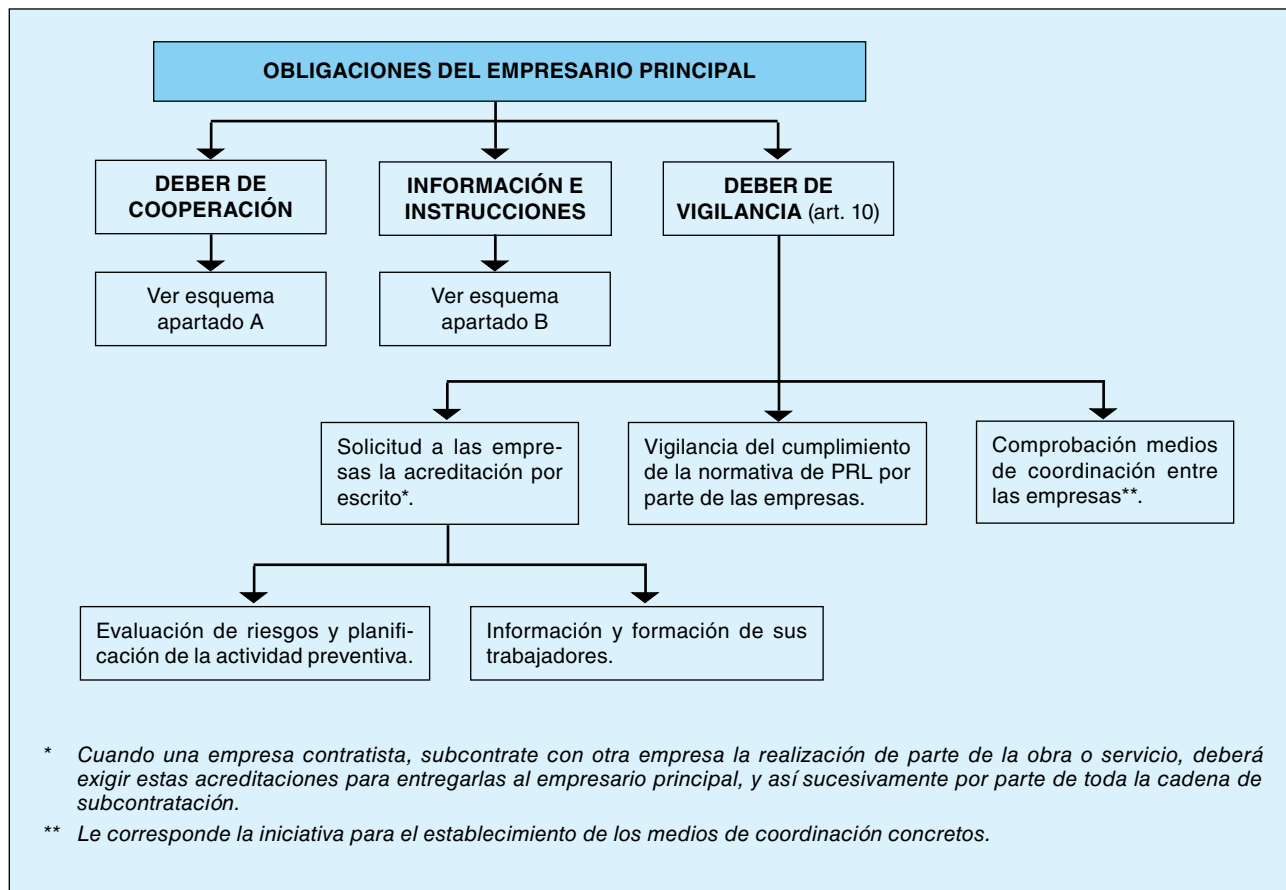 OBLIGACIONES DEL EMPRESARIO PRINCIPAL
DEBER DE
COOPERACIÓN
INFORMACIÓN E
INSTRUCCIONES
DEBER DE
VIGILANCIA (art. 10)
Ver esquema
apartado A
Ver esquema
apartado B
Solicitud a las empre-
sas la acreditación por
escrito*.
Vigilancia del cumplimiento
de la normativa de PRL por
parte de las empresas.
Comprobación medios
de coordinación entre
las empresas**.
Evaluación de riesgos y planifi-
cación de la actividad preventiva.
Información y formación de sus
trabajadores.
* Cuando una empresa contratista, subcontrate con otra empresa la realización de parte de la obra o servicio, deberá
exigir estas acreditaciones para entregarlas al empresario principal, y así sucesivamente por parte de toda la cadena de
subcontratación.
** Le corresponde la iniciativa para el establecimiento de los medios de coordinación concretos.